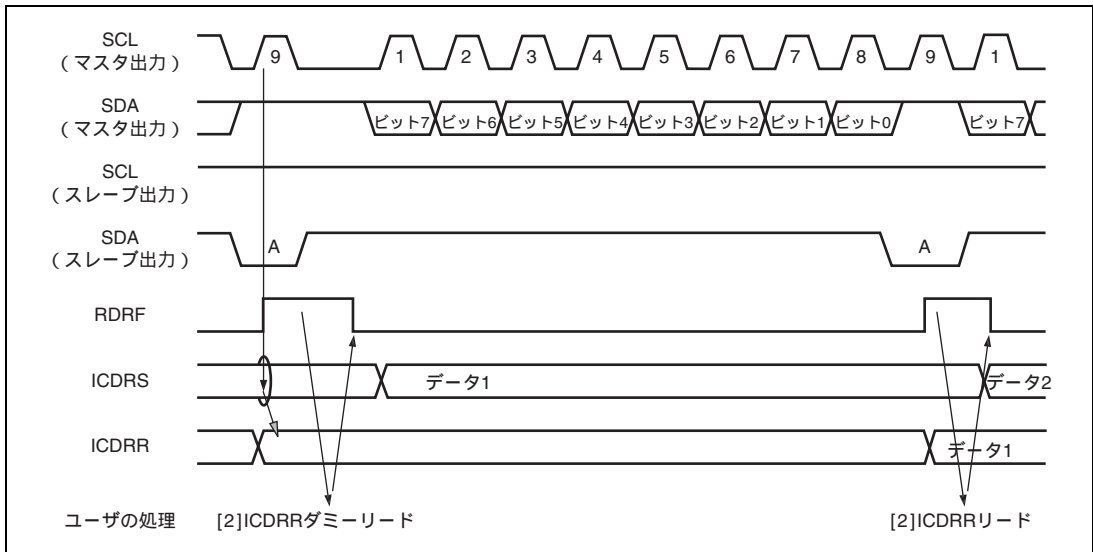 SCL
（マスタ出力）
9 1 2 3 4 5 6 7 8 9 1
SDA
（マスタ出力）
ビット7 ビット6 ビット5 ビット4 ビット3 ビット2 ビット1 ビット0 ビット7
SCL
（スレーブ出力）
SDA
（スレーブ出力）
A A
RDRF
ICDRS
データ1 データ2
ICDRR
データ1
ユーザの処理 [2]ICDRRダミーリード [2]ICDRRリード